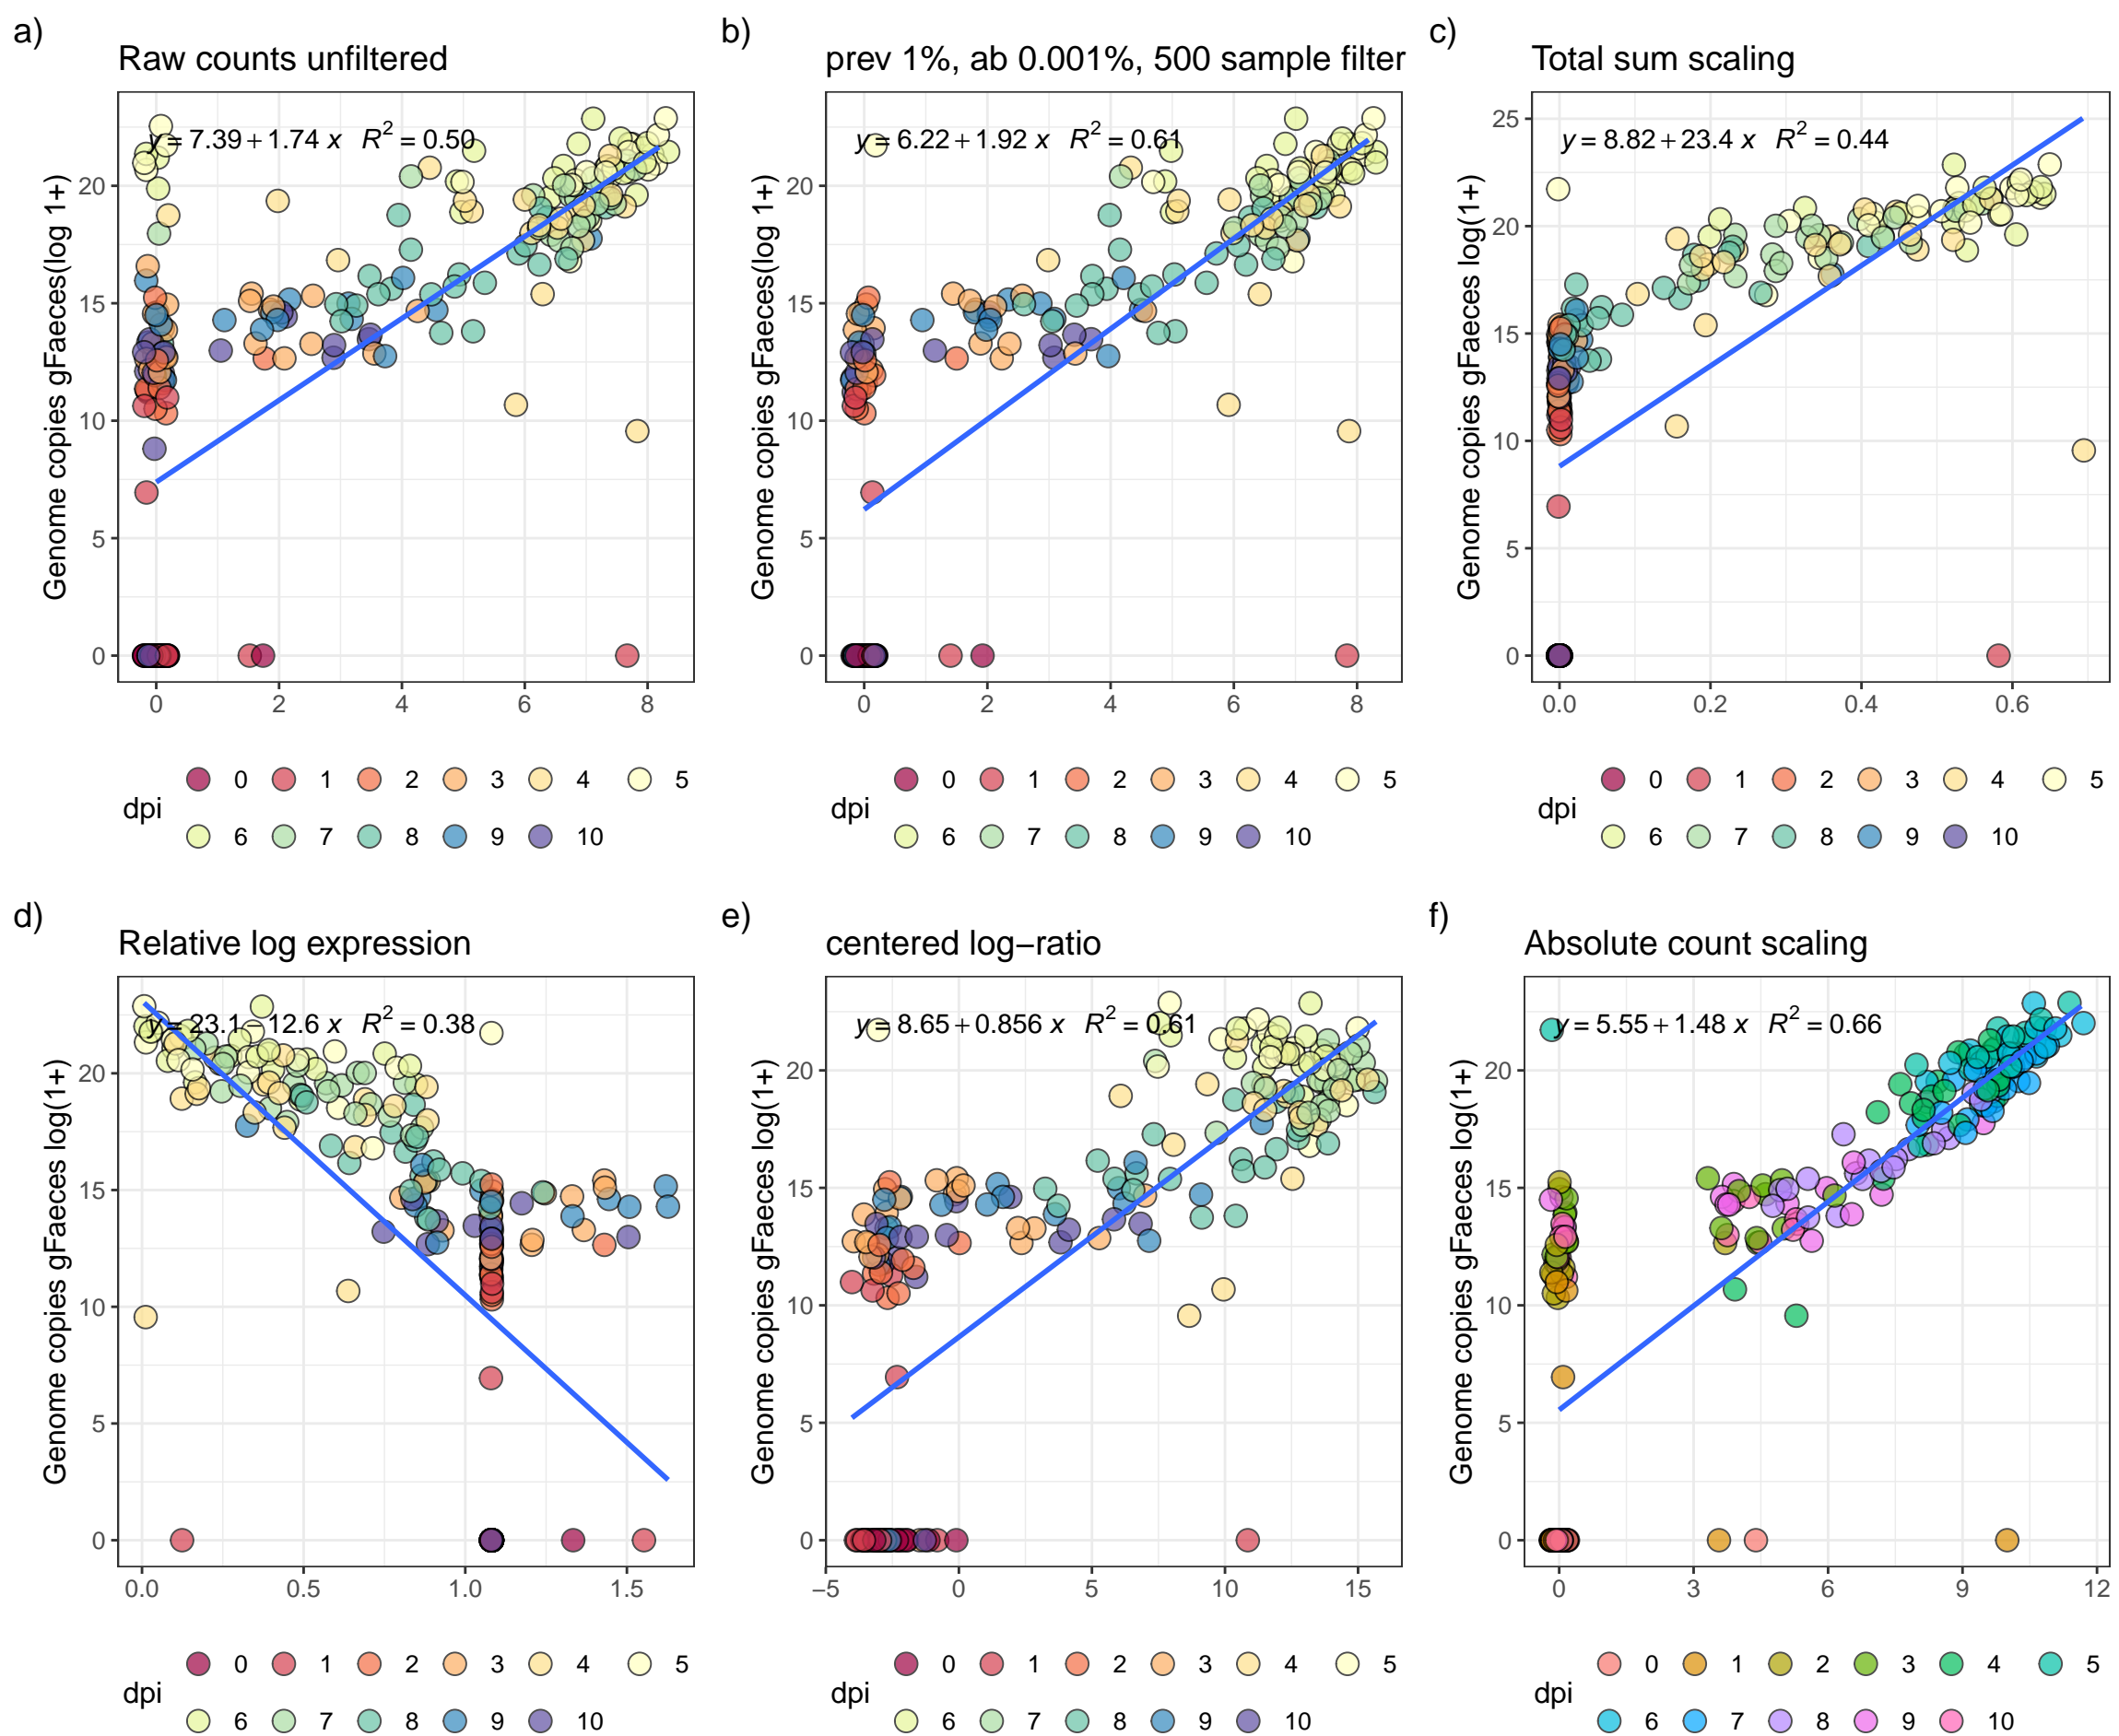 a)
Raw counts unfiltered
y = 7.39 + 1.74 x R² = 0.50
Genome copies gFaeces(log 1+)
20
15
10
5
0
0 2 4 6 8
dpi
0 1 2 3 4 5
6 7 8 9 10
b)
prev 1%, ab 0.001%, 500 sample filter
y = 6.22 + 1.92 x R² = 0.61
Genome copies gFaeces(log 1+)
20
15
10
5
0
0 2 4 6 8
dpi
0 1 2 3 4 5
6 7 8 9 10
c)
Total sum scaling
y = 8.82 + 23.4 x R² = 0.44
Genome copies gFaeces log(1+)
25
20
15
10
5
0
0.0 0.2 0.4 0.6
dpi
0 1 2 3 4 5
6 7 8 9 10
d)
Relative log expression
y = 23.1 − 12.6 x R² = 0.38
Genome copies gFaeces log(1+)
20
15
10
5
0
0.0 0.5 1.0 1.5
dpi
0 1 2 3 4 5
6 7 8 9 10
e)
centered log−ratio
y = 8.65 + 0.856 x R² = 0.61
Genome copies gFaeces log(1+)
20
15
10
5
0
−5 0 5 10 15
dpi
0 1 2 3 4 5
6 7 8 9 10
f)
Absolute count scaling
y = 5.55 + 1.48 x R² = 0.66
Genome copies gFaeces log(1+)
20
15
10
5
0
0 3 6 9 12
dpi
0 1 2 3 4 5
6 7 8 9 10